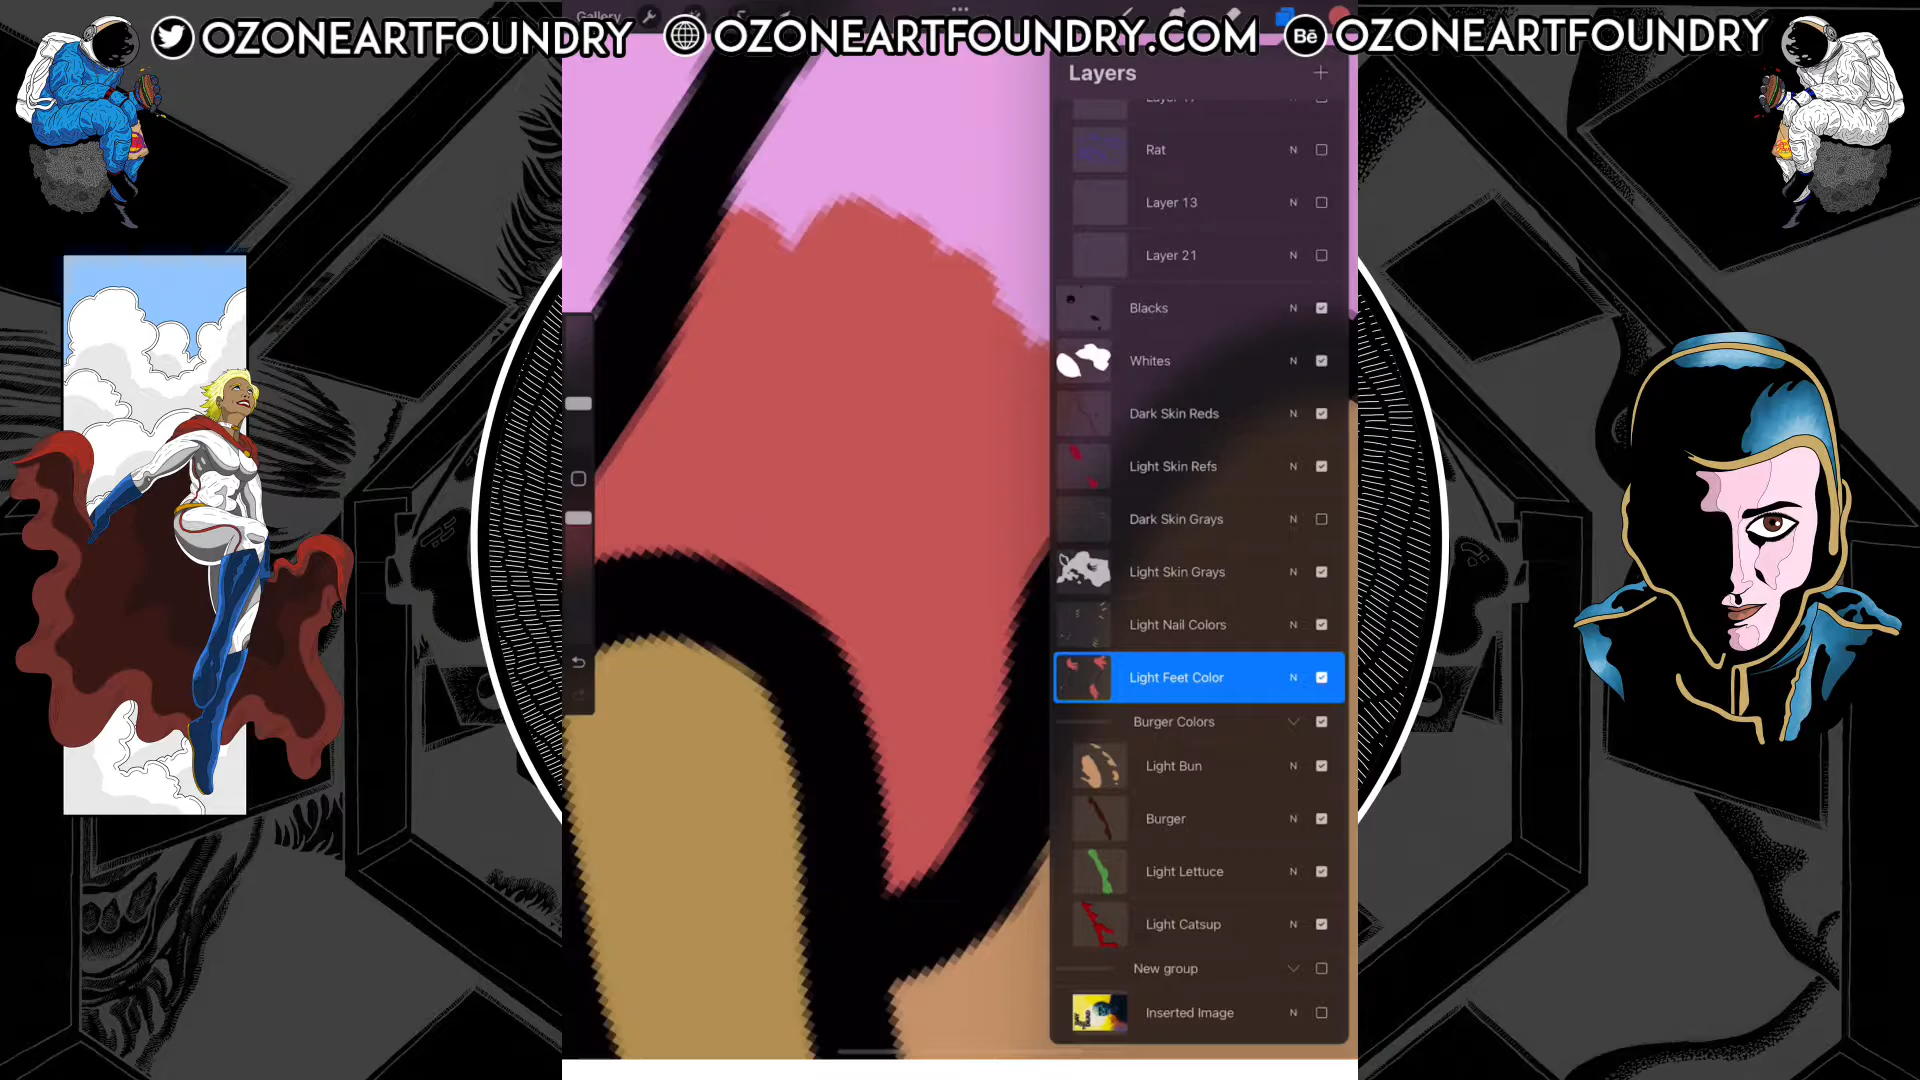 OZONEARTFOUNDRY OZONEARTFOUNDRY.COM Bē OZONEARTFOUNDRY
Gallery
Layers
Rat N
Layer 13 N
Layer 21 N
Blacks N
Whites N
Dark Skin Reds N
Light Skin Refs N
Dark Skin Grays N
Light Skin Grays N
Light Nail Colors N
Light Feet Color N
Burger Colors
Light Bun N
Burger N
Light Lettuce N
Light Catsup N
New group
Inserted Image N